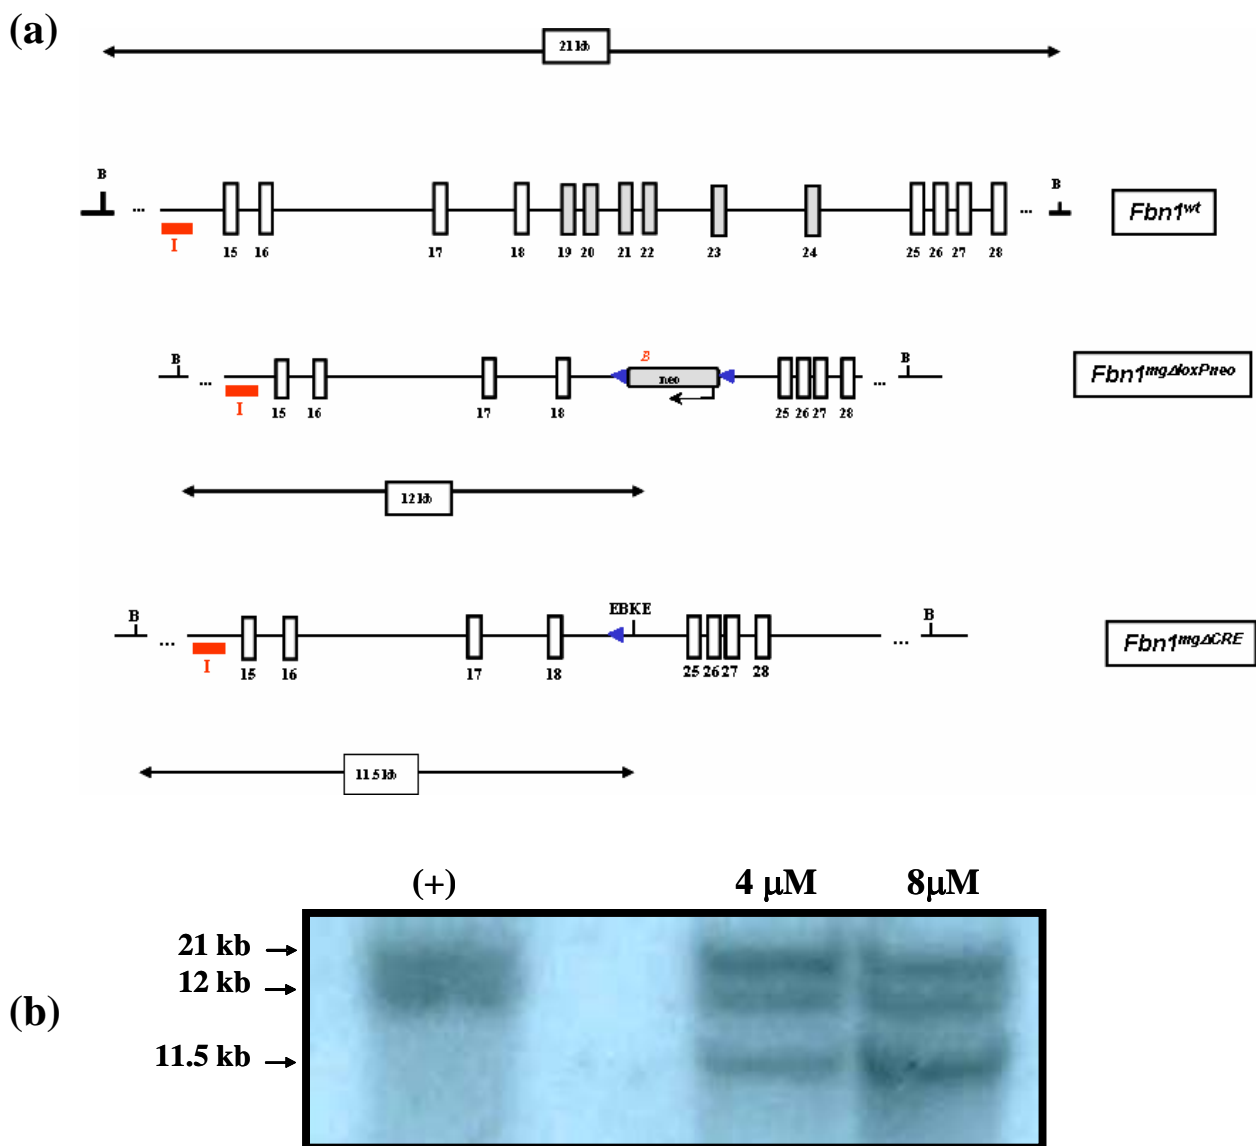 (a)
21 kb
B
B
...
...
I
15 16 17 18 19 20 21 22 23 24 25 26 27 28
Fbn1wt
B
B
B
...
...
neo
I
15 16 17 18 25 26 27 28
Fbn1mgΔloxPneo
12 kb
B
EBKE
B
...
...
I
15 16 17 18 25 26 27 28
Fbn1mgΔCRE
11.5 kb
(+) 4 μM 8μM
21 kb
12 kb
(b)
11.5 kb